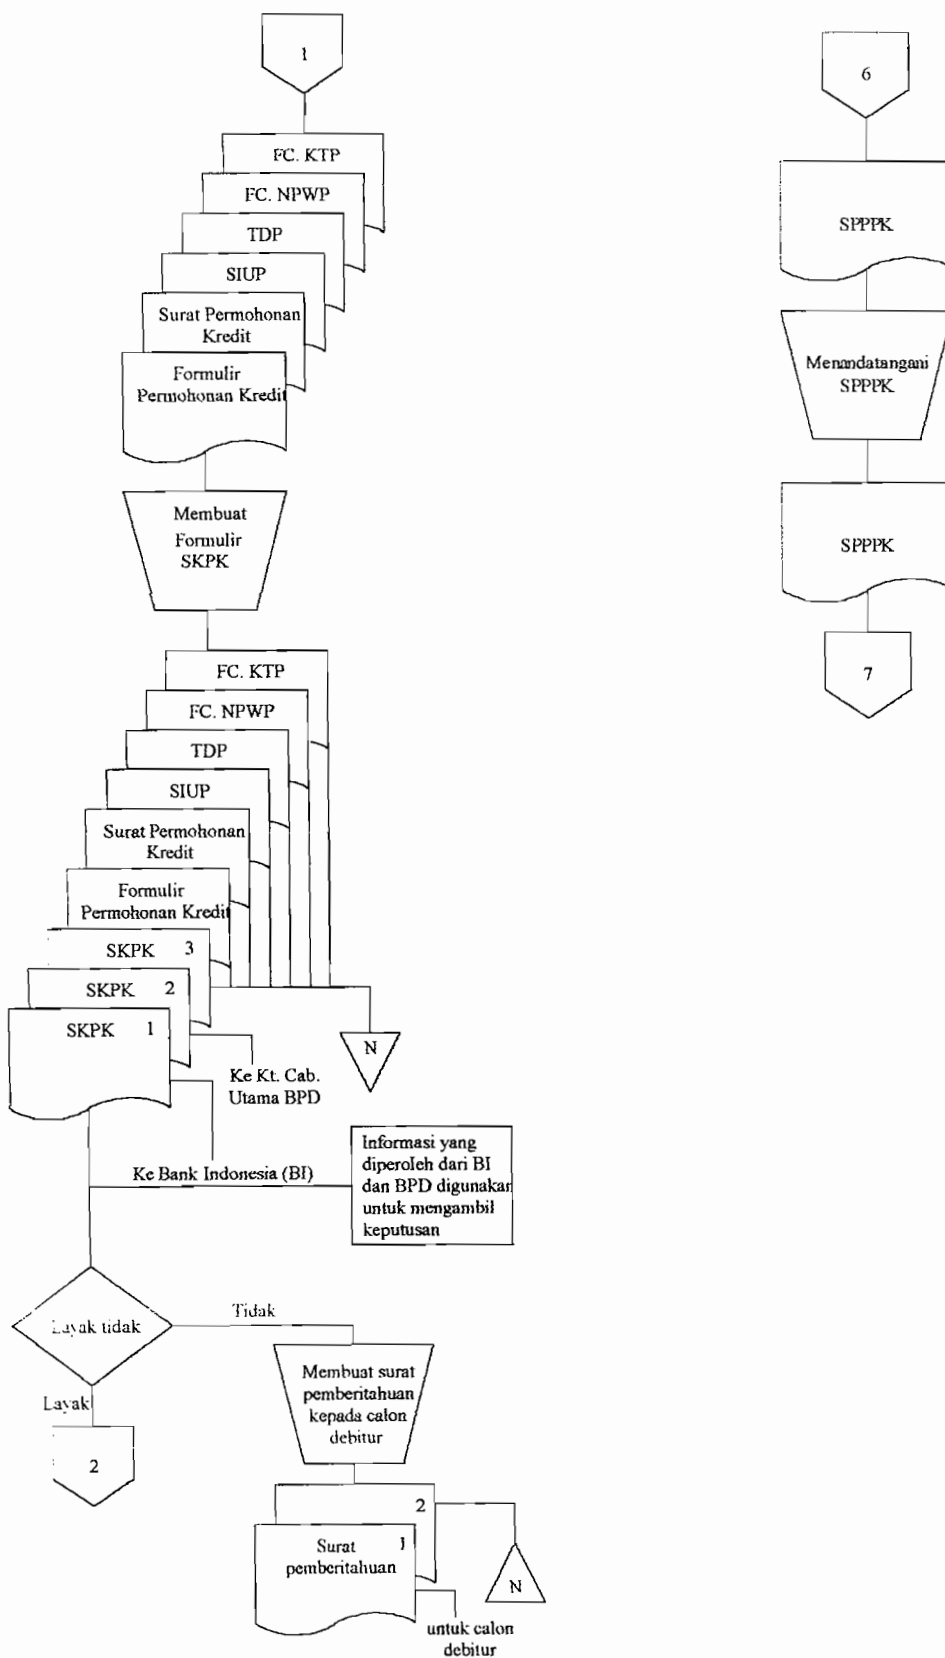 1
FC. KTP
FC. NPWP
TDP
SIUP
Surat Permohonan
Kredit
Formulir
Permohonan Kredit
Membuat
Formulir
SKPK
FC. KTP
FC. NPWP
TDP
SIUP
Surat Permohonan
Kredit
Formulir
Permohonan Kredit
SKPK 3
SKPK 2
SKPK 1
N
Ke Kt. Cab.
Utama BPD
Ke Bank Indonesia (BI)
Informasi yang
diperoleh dari BI
dan BPD digunakan
untuk mengambil
keputusan
Layak tidak
Tidak
Layak
2
Membuat surat
pemberitahuan
kepada calon
debitur
2
Surat 1
pemberitahuan
N
untuk calon
debitur
6
SPPPK
Menandatangani
SPPPK
SPPPK
7